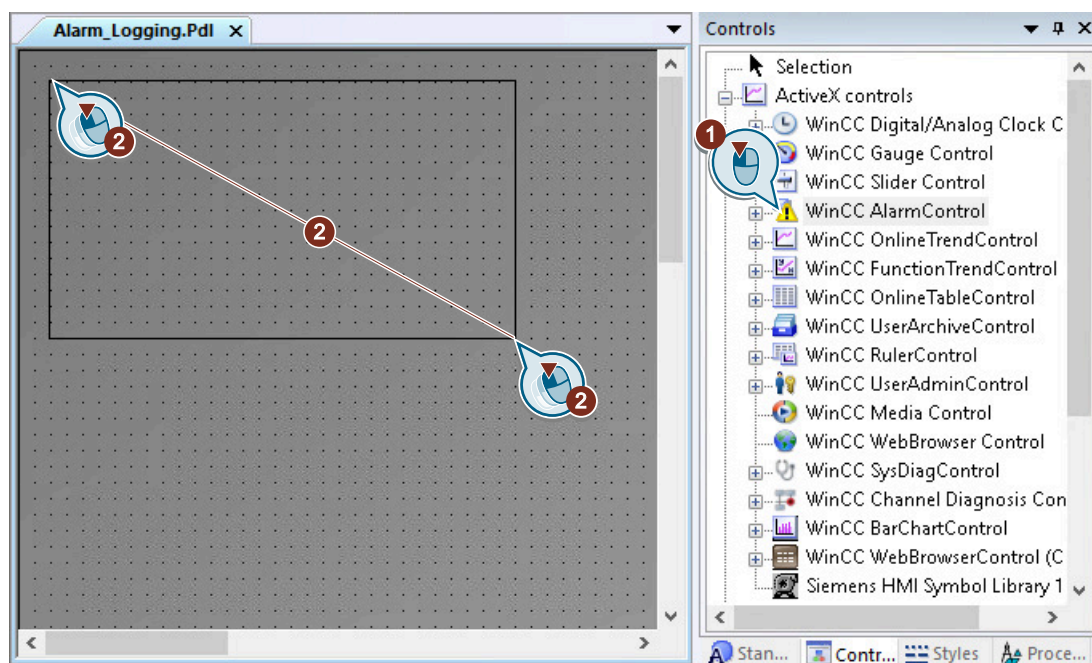 Alarm_Logging.Pdl
2
2
2
Controls
Selection
ActiveX controls
1
WinCC Digital/Analog Clock C
WinCC Gauge Control
WinCC Slider Control
WinCC AlarmControl
WinCC OnlineTrendControl
WinCC FunctionTrendControl
WinCC OnlineTableControl
WinCC UserArchiveControl
WinCC RulerControl
WinCC UserAdminControl
WinCC Media Control
WinCC WebBrowser Control
WinCC SysDiagControl
WinCC Channel Diagnosis Con
WinCC BarChartControl
WinCC WebBrowserControl (C
Siemens HMI Symbol Library 1
Stan... Contr... Styles Proce...